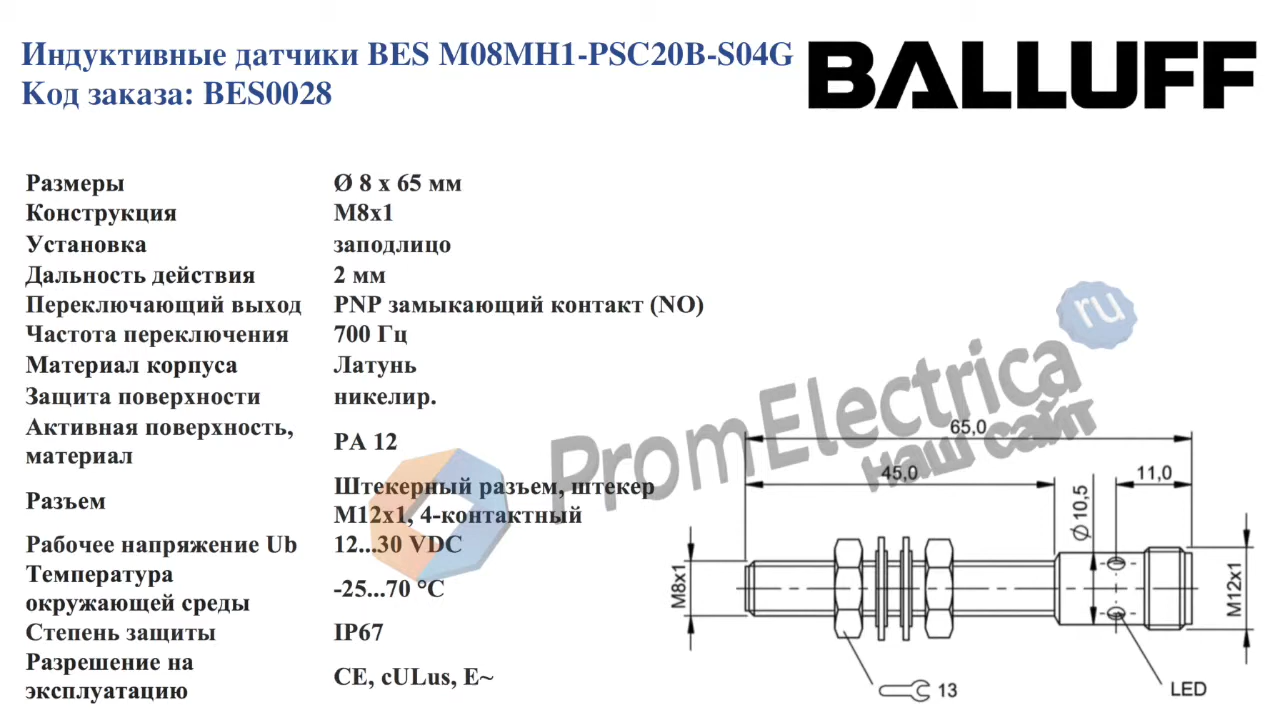 Индуктивные датчики BES M08MH1-PSC20B-S04G
Код заказа: BES0028
BALLUFF
Размеры Ø 8 x 65 мм
Конструкция M8x1
Установка заподлицо
Дальность действия 2 мм
Переключающий выход PNP замыкающий контакт (NO)
Частота переключения 700 Гц
Материал корпуса Латунь
Защита поверхности никелир.
Активная поверхность,
материал
PA 12
Разъем
Штекерный разъем, штекер
M12x1, 4-контактный
Рабочее напряжение Ub 12...30 VDC
Температура
окружающей среды
-25...70 °C
Степень защиты IP67
Разрешение на
эксплуатацию
CE, cULus, E~
PromElectrica
ru
наш сайт
65,0
45,0
11,0
Ø10,5
M8x1
M12x1
13
LED